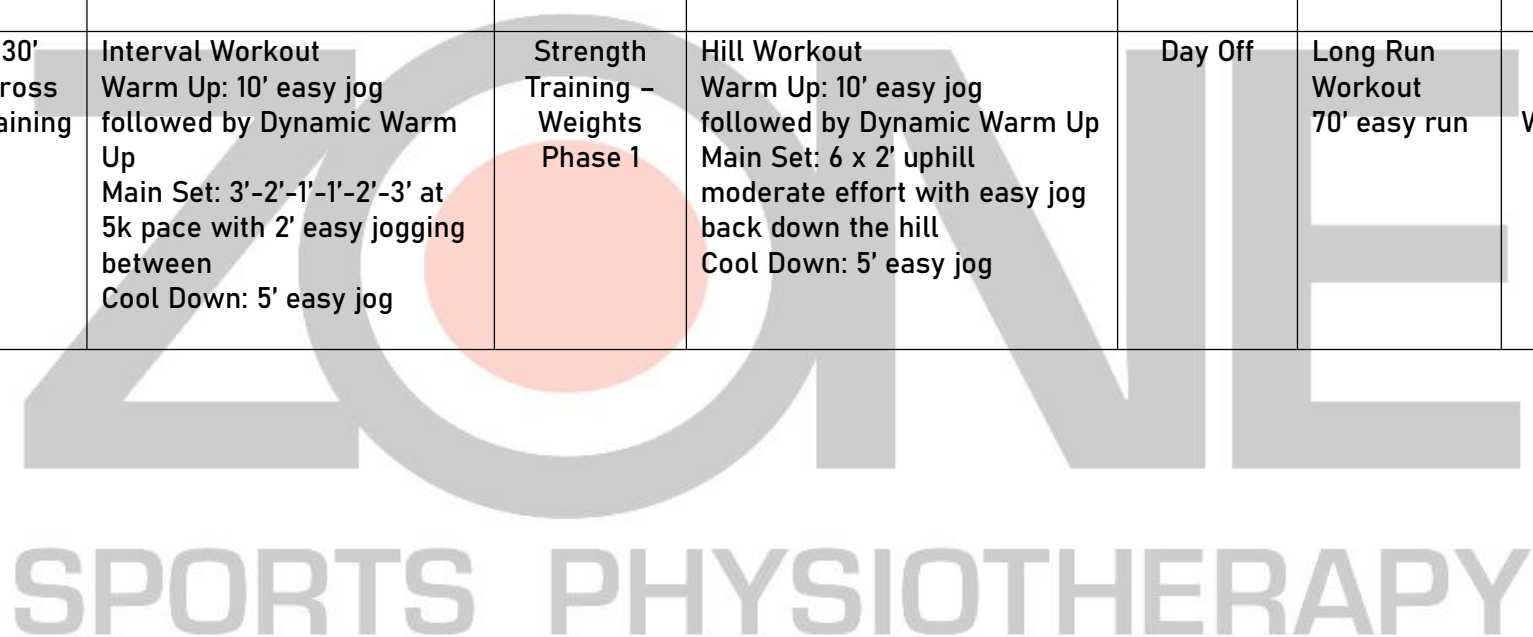 30’
ross
aining
Interval Workout
Warm Up: 10’ easy jog
followed by Dynamic Warm
Up
Main Set: 3’-2’-1’-1’-2’-3’ at
5k pace with 2’ easy jogging
between
Cool Down: 5’ easy jog
Strength
Training –
Weights
Phase 1
Hill Workout
Warm Up: 10’ easy jog
followed by Dynamic Warm Up
Main Set: 6 x 2’ uphill
moderate effort with easy jog
back down the hill
Cool Down: 5’ easy jog
Day Off
Long Run
Workout
70’ easy run
ZONE
SPORTS PHYSIOTHERAPY